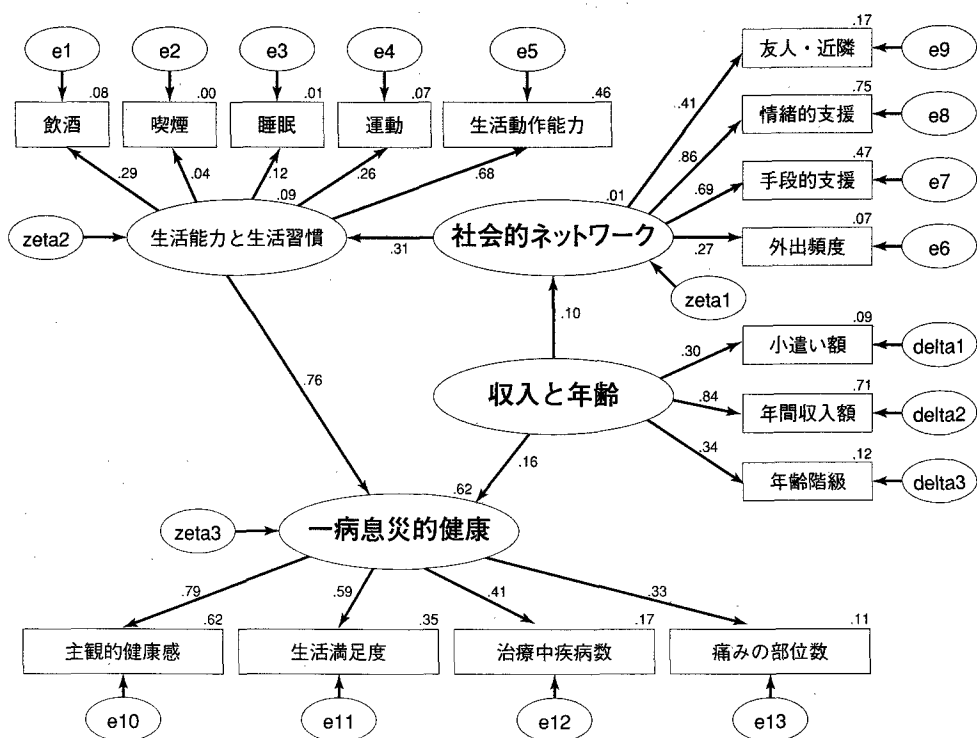 e1
e2
e3
e4
e5
.08
.00
.01
.07
.46
飲酒
喫煙
睡眠
運動
生活動作能力
.29
.04
.12
.26
.68
zeta2
.09
生活能力と生活習慣
.31
.01
社会的ネットワーク
zeta1
.17
友人・近隣
e9
.41
.75
情緒的支援
e8
.86
.47
手段的支援
e7
.69
.07
外出頻度
e6
.27
.10
収入と年齢
.09
小遣い額
delta1
.30
.71
年間収入額
delta2
.84
.12
年齢階級
delta3
.34
.76
.16
zeta3
.62
一病息災的健康
.79
.59
.41
.33
.62
.35
.17
.11
主観的健康感
生活満足度
治療中疾病数
痛みの部位数
e10
e11
e12
e13